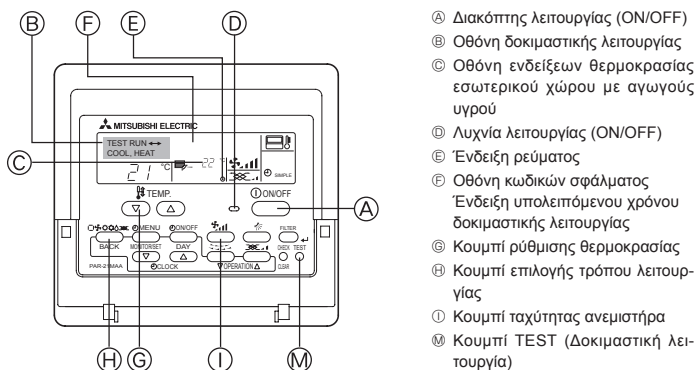 Ⓑ
Ⓕ
Ⓔ
Ⓓ
MITSUBISHI ELECTRIC
TEST RUN
COOL, HEAT
Ⓒ
21 °C
22 °C
SIMPLE
TEMP.
ON/OFF
Ⓐ
MENU
ON/OFF
FILTER
BACK
MONITOR/SET
DAY
CHECK
TEST
PAR-21MAA
CLOCK
OPERATION
CLEAR
Ⓗ
Ⓖ
Ⓘ
Ⓜ
Ⓐ Διακόπτης λειτουργίας (ON/OFF)
Ⓑ Οθόνη δοκιμαστικής λειτουργίας
Ⓒ Οθόνη ενδείξεων θερμοκρασίας
εσωτερικού χώρου με αγωγούς
υγρού
Ⓓ Λυχνία λειτουργίας (ON/OFF)
Ⓔ Ένδειξη ρεύματος
Ⓕ Οθόνη κωδικών σφάλματος
Ένδειξη υπολειπόμενου χρόνου
δοκιμαστικής λειτουργίας
Ⓖ Κουμπί ρύθμισης θερμοκρασίας
Ⓗ Κουμπί επιλογής τρόπου λειτουρ-
γίας
Ⓘ Κουμπί ταχύτητας ανεμιστήρα
Ⓜ Κουμπί TEST (Δοκιμαστική λει-
τουργία)